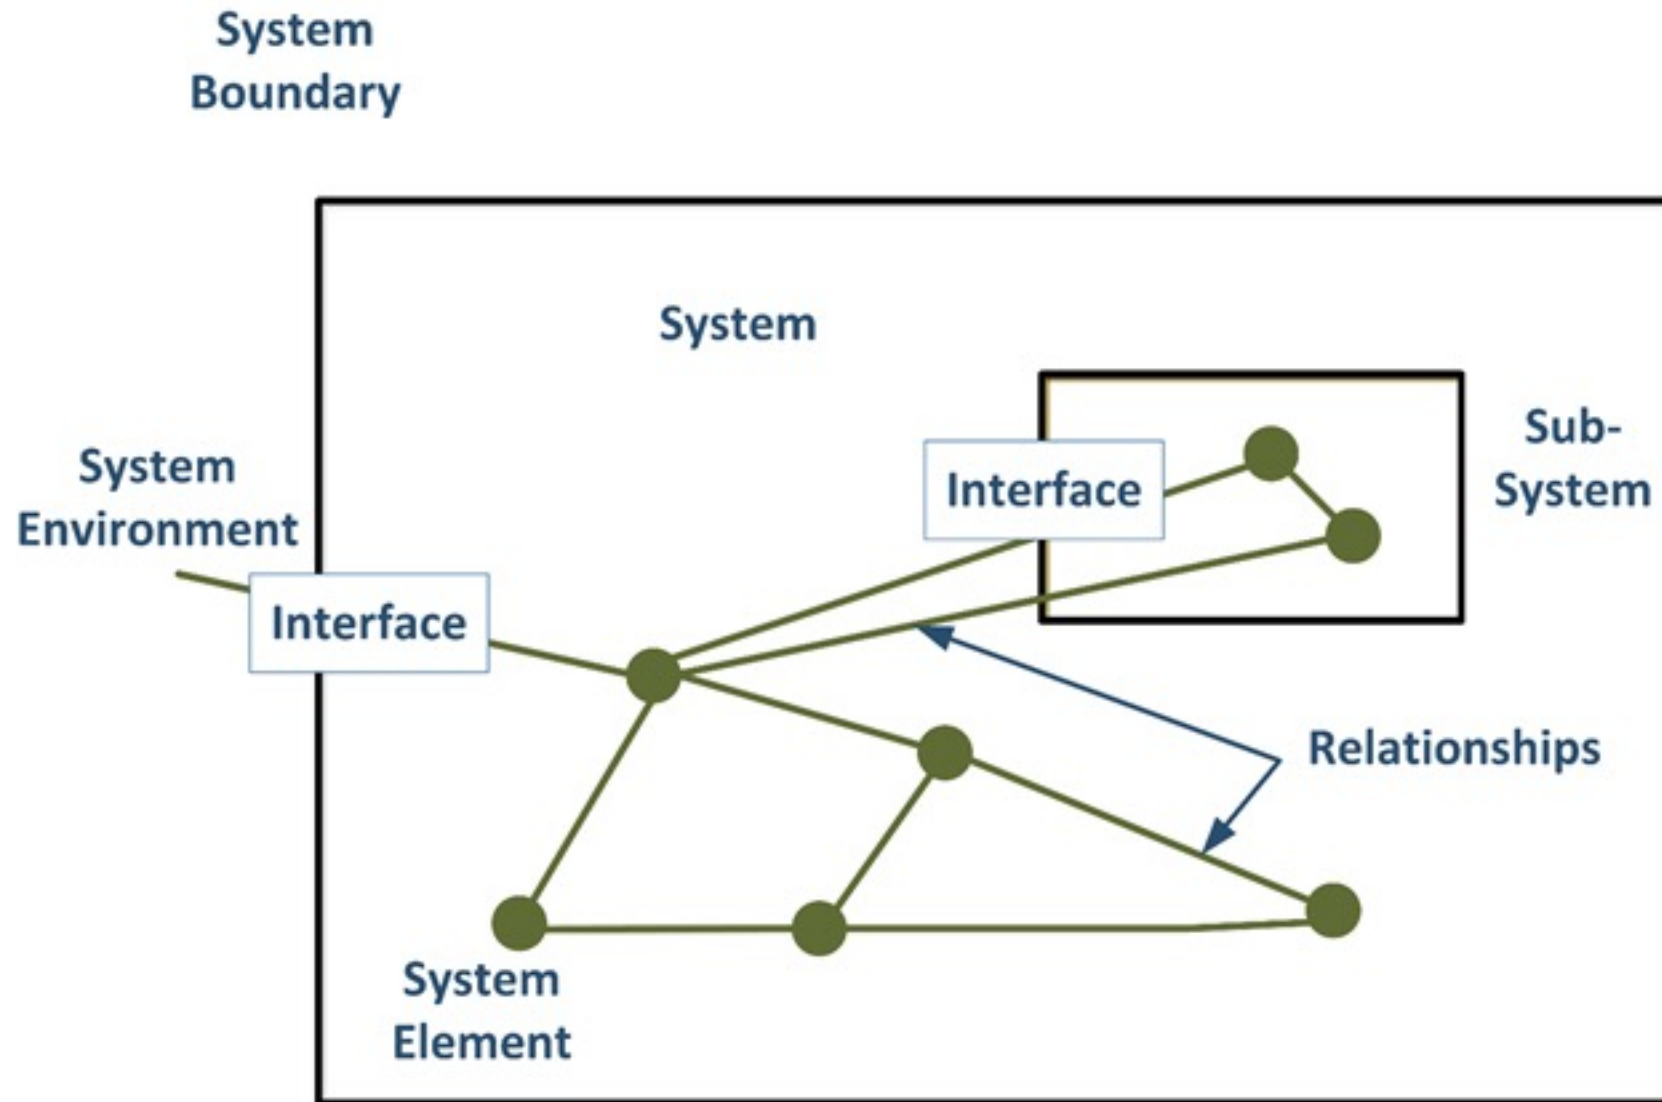 System
Boundary
System
Sub-
System
Interface
System
Environment
Interface
Relationships
System
Element